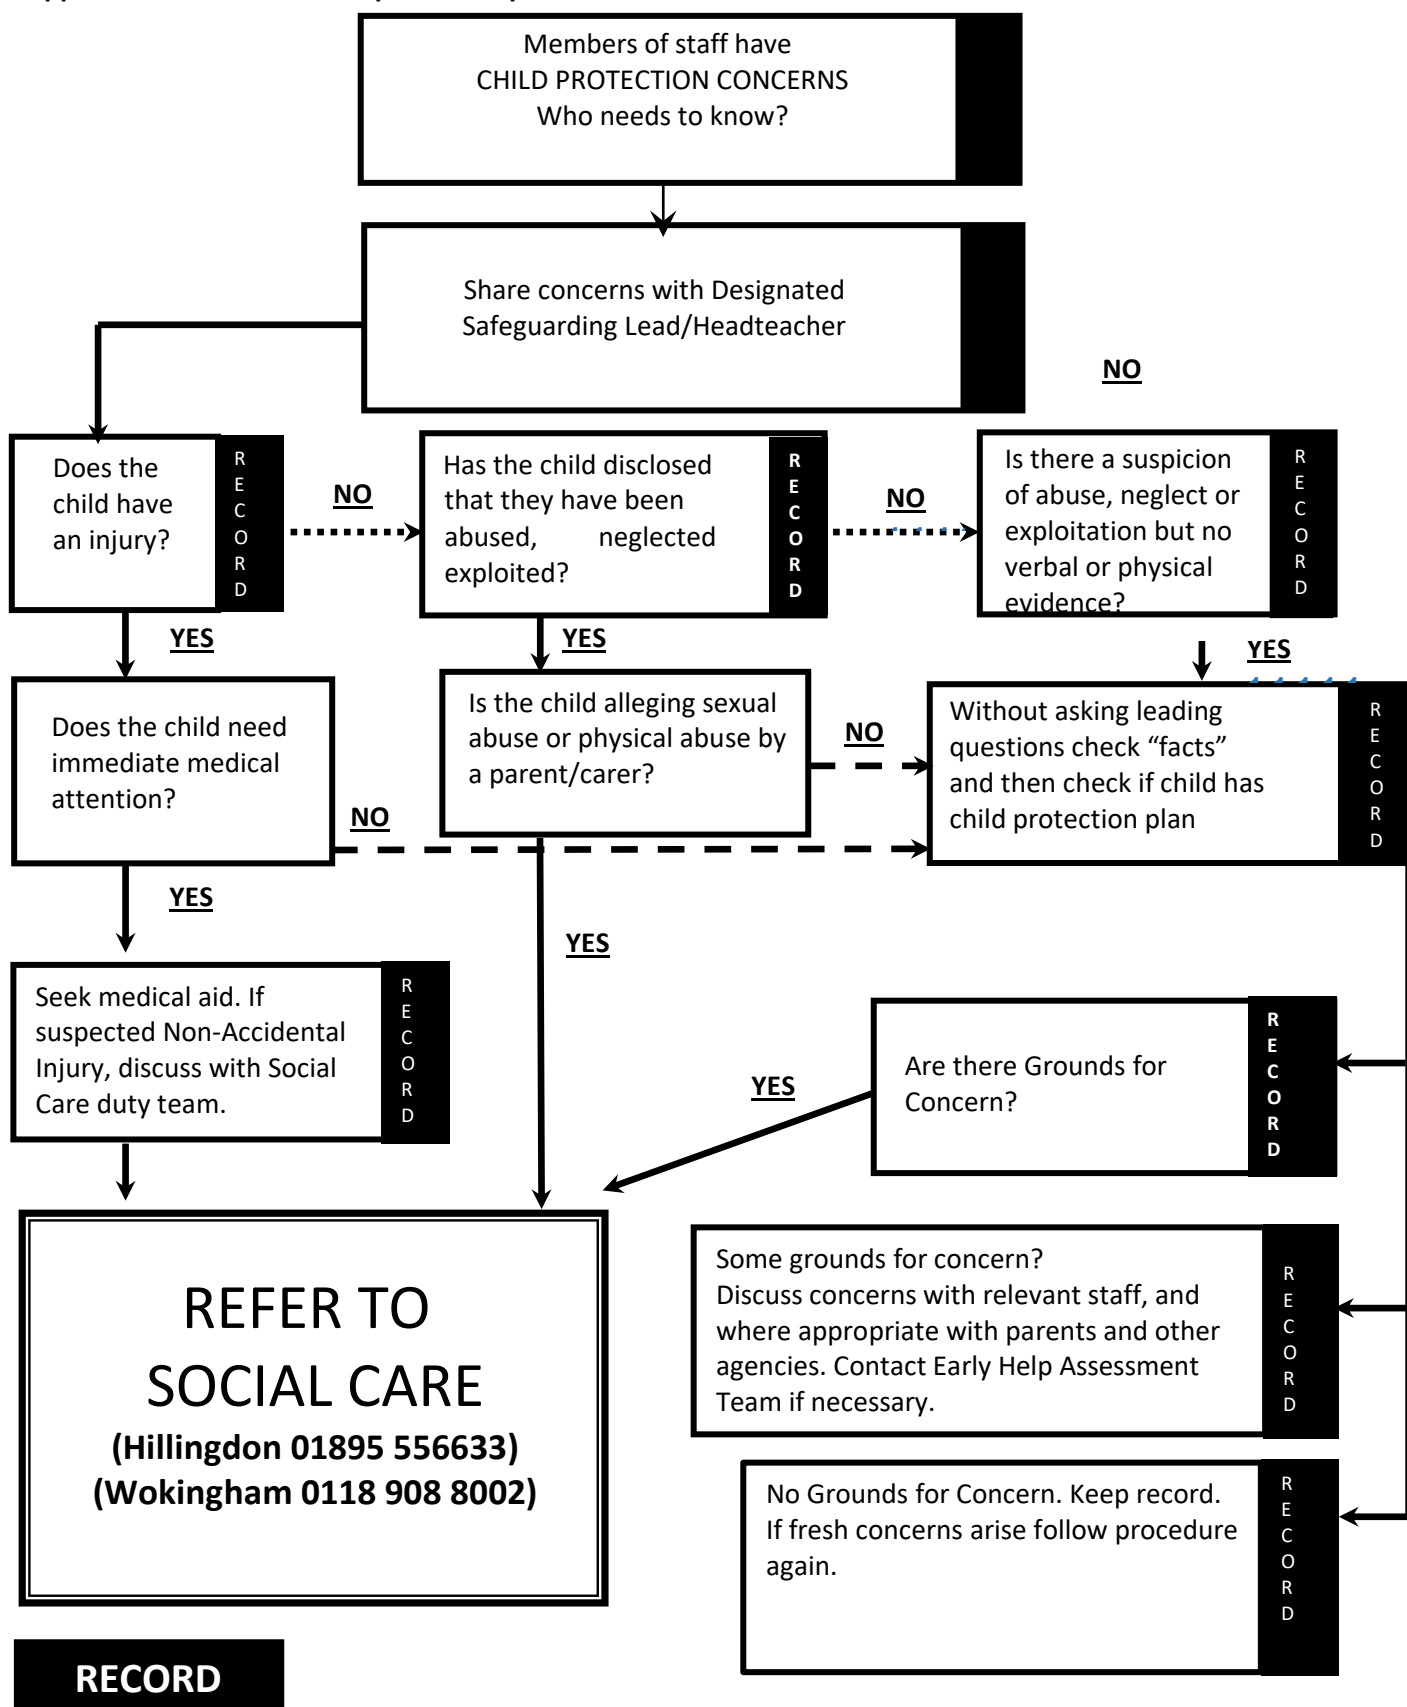 Members of staff have
CHILD PROTECTION CONCERNS
Who needs to know?
Share concerns with Designated
Safeguarding Lead/Headteacher
NO
Does the
child have
an injury?
RECORD
NO
Has the child disclosed
that they have been
abused, neglected
exploited?
RECORD
NO
Is there a suspicion
of abuse, neglect or
exploitation but no
verbal or physical
evidence?
RECORD
YES
YES
YES
Does the child need
immediate medical
attention?
NO
Is the child alleging sexual
abuse or physical abuse by
a parent/carer?
NO
Without asking leading
questions check “facts”
and then check if child has
child protection plan
RECORD
YES
YES
Seek medical aid. If
suspected Non-Accidental
Injury, discuss with Social
Care duty team.
RECORD
YES
Are there Grounds for
Concern?
RECORD
REFER TO
SOCIAL CARE
(Hillingdon 01895 556633)
(Wokingham 0118 908 8002)
Some grounds for concern?
Discuss concerns with relevant staff, and
where appropriate with parents and other
agencies. Contact Early Help Assessment
Team if necessary.
RECORD
No Grounds for Concern. Keep record.
If fresh concerns arise follow procedure
again.
RECORD
RECORD